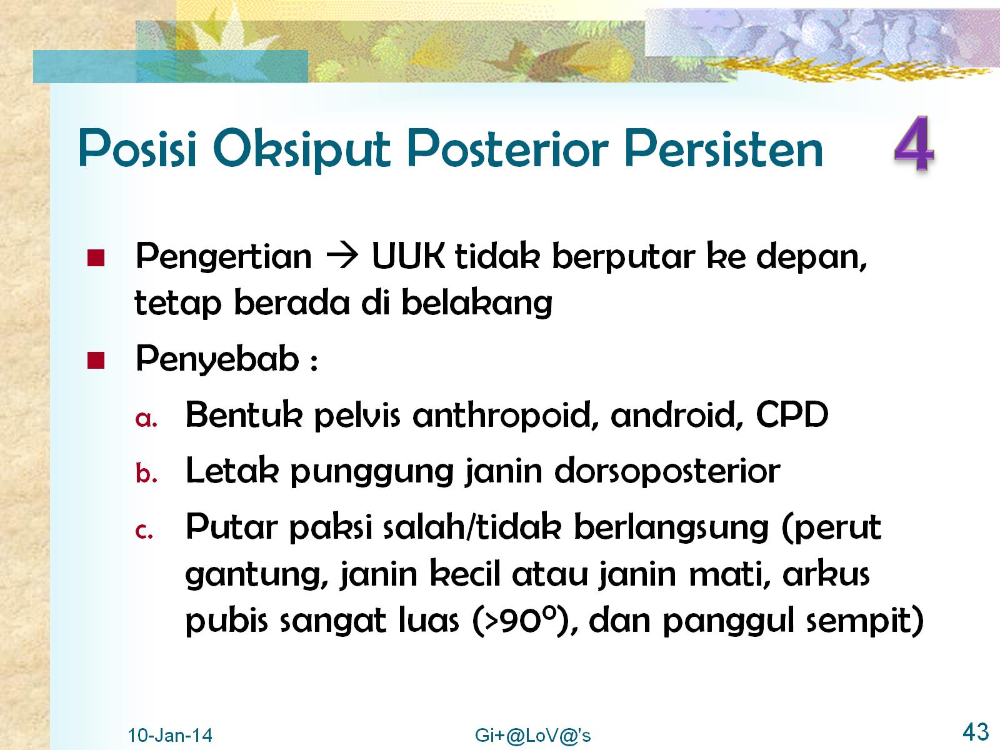 Posisi Oksiput Posterior Persisten 4
■ Pengertian → UUK tidak berputar ke depan,
tetap berada di belakang
■ Penyebab :
a. Bentuk pelvis anthropoid, android, CPD
b. Letak punggung janin dorsoposterior
c. Putar paksi salah/tidak berlangsung (perut
gantung, janin kecil atau janin mati, arkus
pubis sangat luas (>90°), dan panggul sempit)
10-Jan-14 Gi+@LoV@'s 43